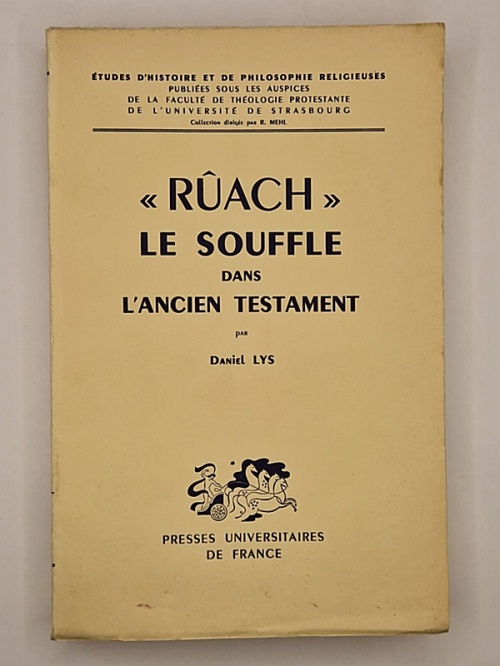 ÉTUDES D'HISTOIRE ET DE PHILOSOPHIE RELIGIEUSES
PUBLIÉES SOUS LES AUSPICES
DE LA FACULTÉ DE THÉOLOGIE PROTESTANTE
DE L'UNIVERSITÉ DE STRASBOURG
Collection dirigée par R. MEHL
« RÛACH »
LE SOUFFLE
DANS
L'ANCIEN TESTAMENT
par
Daniel LYS
PRESSES UNIVERSITAIRES
DE FRANCE